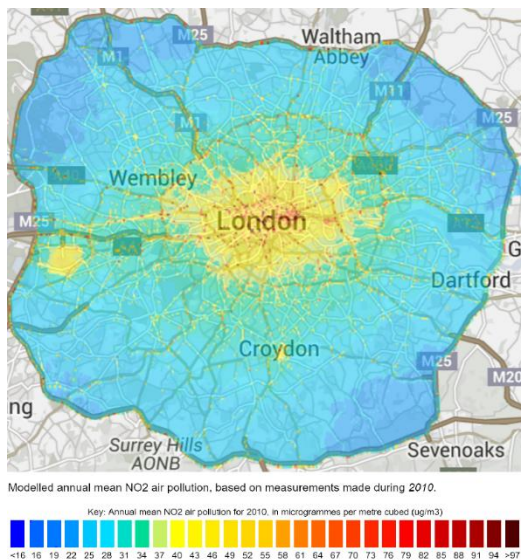 M25
Waltham
Abbey
M1
M11
M1
M25
Wembley
M25
London
G
Dartford
Croydon
M25
M20
ng
Surrey Hills
AONB
Sevenoaks
Modelled annual mean NO2 air pollution, based on measurements made during 2010.
Key: Annual mean NO2 air pollution for 2010, in microgrammes per metre cubed (ug/m3)
<16 16 19 22 25 28 31 34 37 40 43 46 49 52 55 58 61 64 67 70 73 76 79 82 85 88 91 94 >97